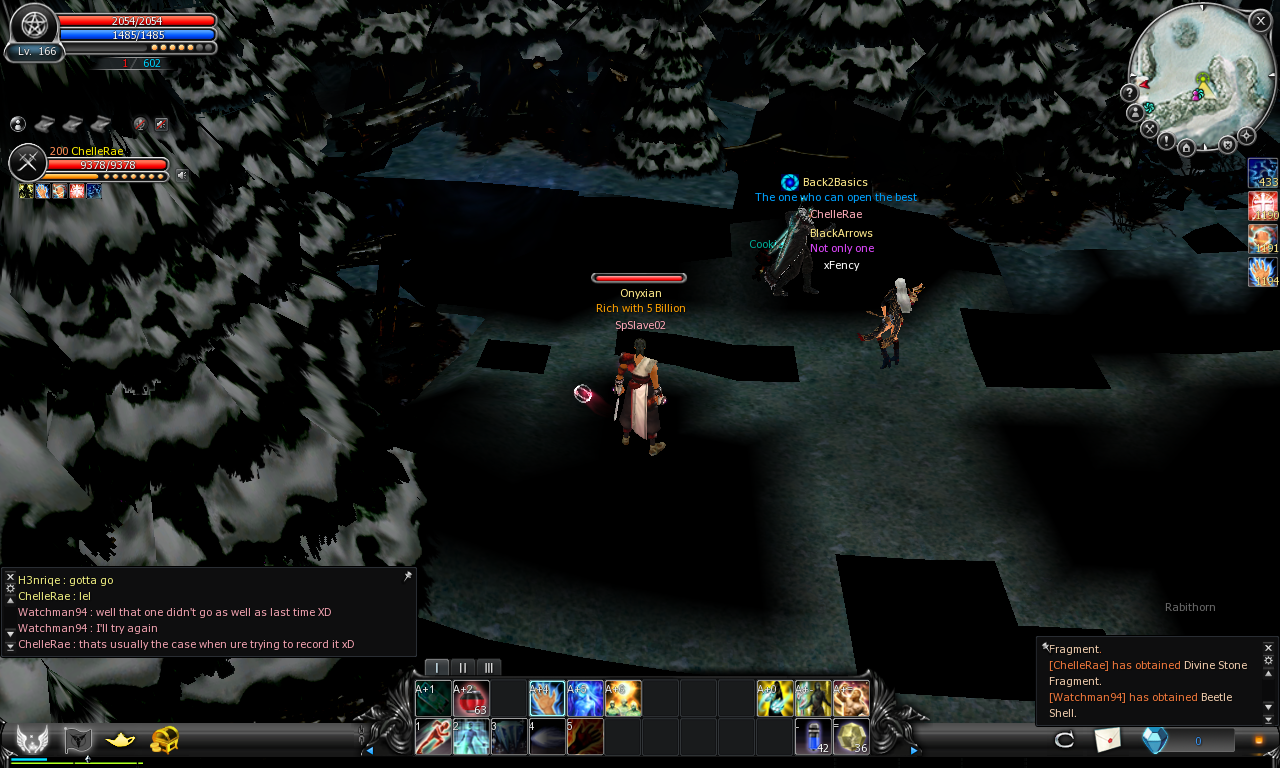 2054/2054
1485/1485
Lv. 166
1 / 602
200 ChelleRae
9378/9378
433
1190
1191
1194
Back2Basics
The one who can open the best
ChelleRae
BlackArrows
Not only one
xFency
Onyxian
Rich with 5 Billion
SpSlave02
Rabithorn
H3nriqe : gotta go
ChelleRae : lel
Watchman94 : well that one didn't go as well as last time XD
Watchman94 : I'll try again
ChelleRae : thats usually the case when ure trying to record it xD
Fragment.
[ChelleRae] has obtained Divine Stone
Fragment.
[Watchman94] has obtained Beetle
Shell.
I II III
A+1 A+2 63
1 2 3 4 5 42 36
0